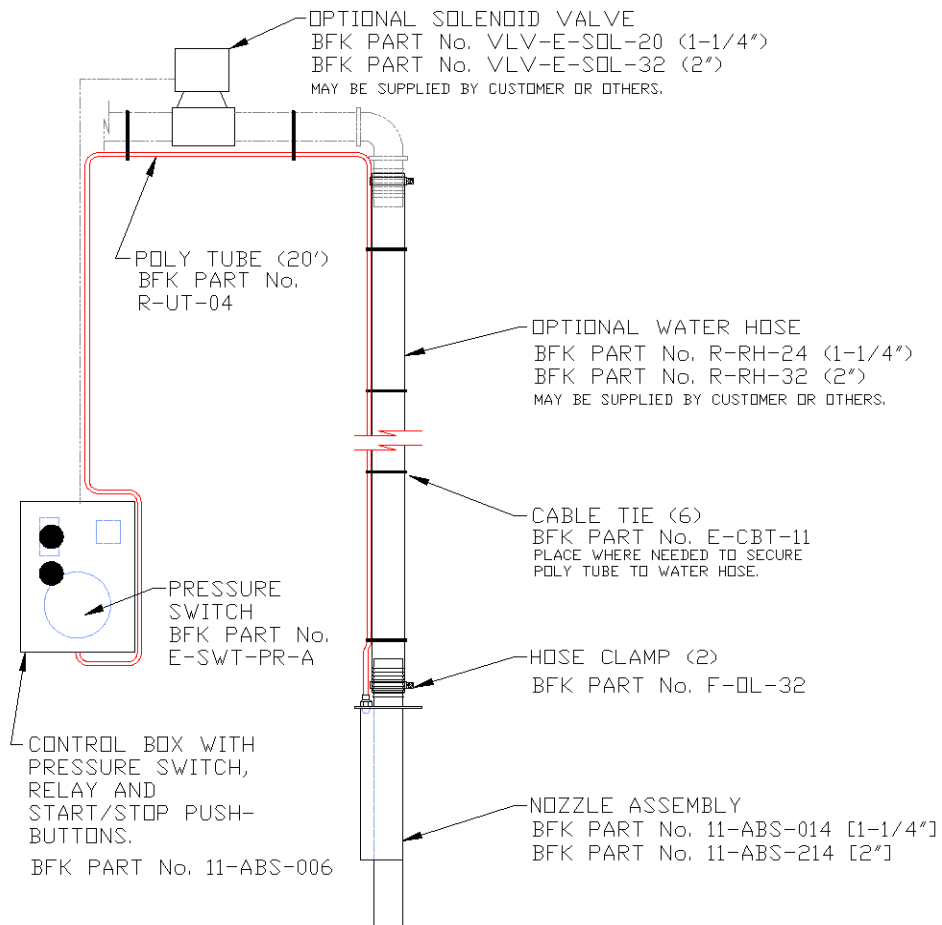 OPTIONAL SOLENOID VALVE
BFK PART No. VLV-E-SOL-20 (1-1/4")
BFK PART No. VLV-E-SOL-32 (2")
MAY BE SUPPLIED BY CUSTOMER OR OTHERS.
POLY TUBE (20')
BFK PART No.
R-UT-04
OPTIONAL WATER HOSE
BFK PART No. R-RH-24 (1-1/4")
BFK PART No. R-RH-32 (2")
MAY BE SUPPLIED BY CUSTOMER OR OTHERS.
CABLE TIE (6)
BFK PART No. E-CBT-11
PLACE WHERE NEEDED TO SECURE
POLY TUBE TO WATER HOSE.
PRESSURE
SWITCH
BFK PART No.
E-SWT-PR-A
HOSE CLAMP (2)
BFK PART No. F-OL-32
CONTROL BOX WITH
PRESSURE SWITCH,
RELAY AND
START/STOP PUSH-
BUTTONS.
BFK PART No. 11-ABS-006
NOZZLE ASSEMBLY
BFK PART No. 11-ABS-014 [1-1/4"]
BFK PART No. 11-ABS-214 [2"]